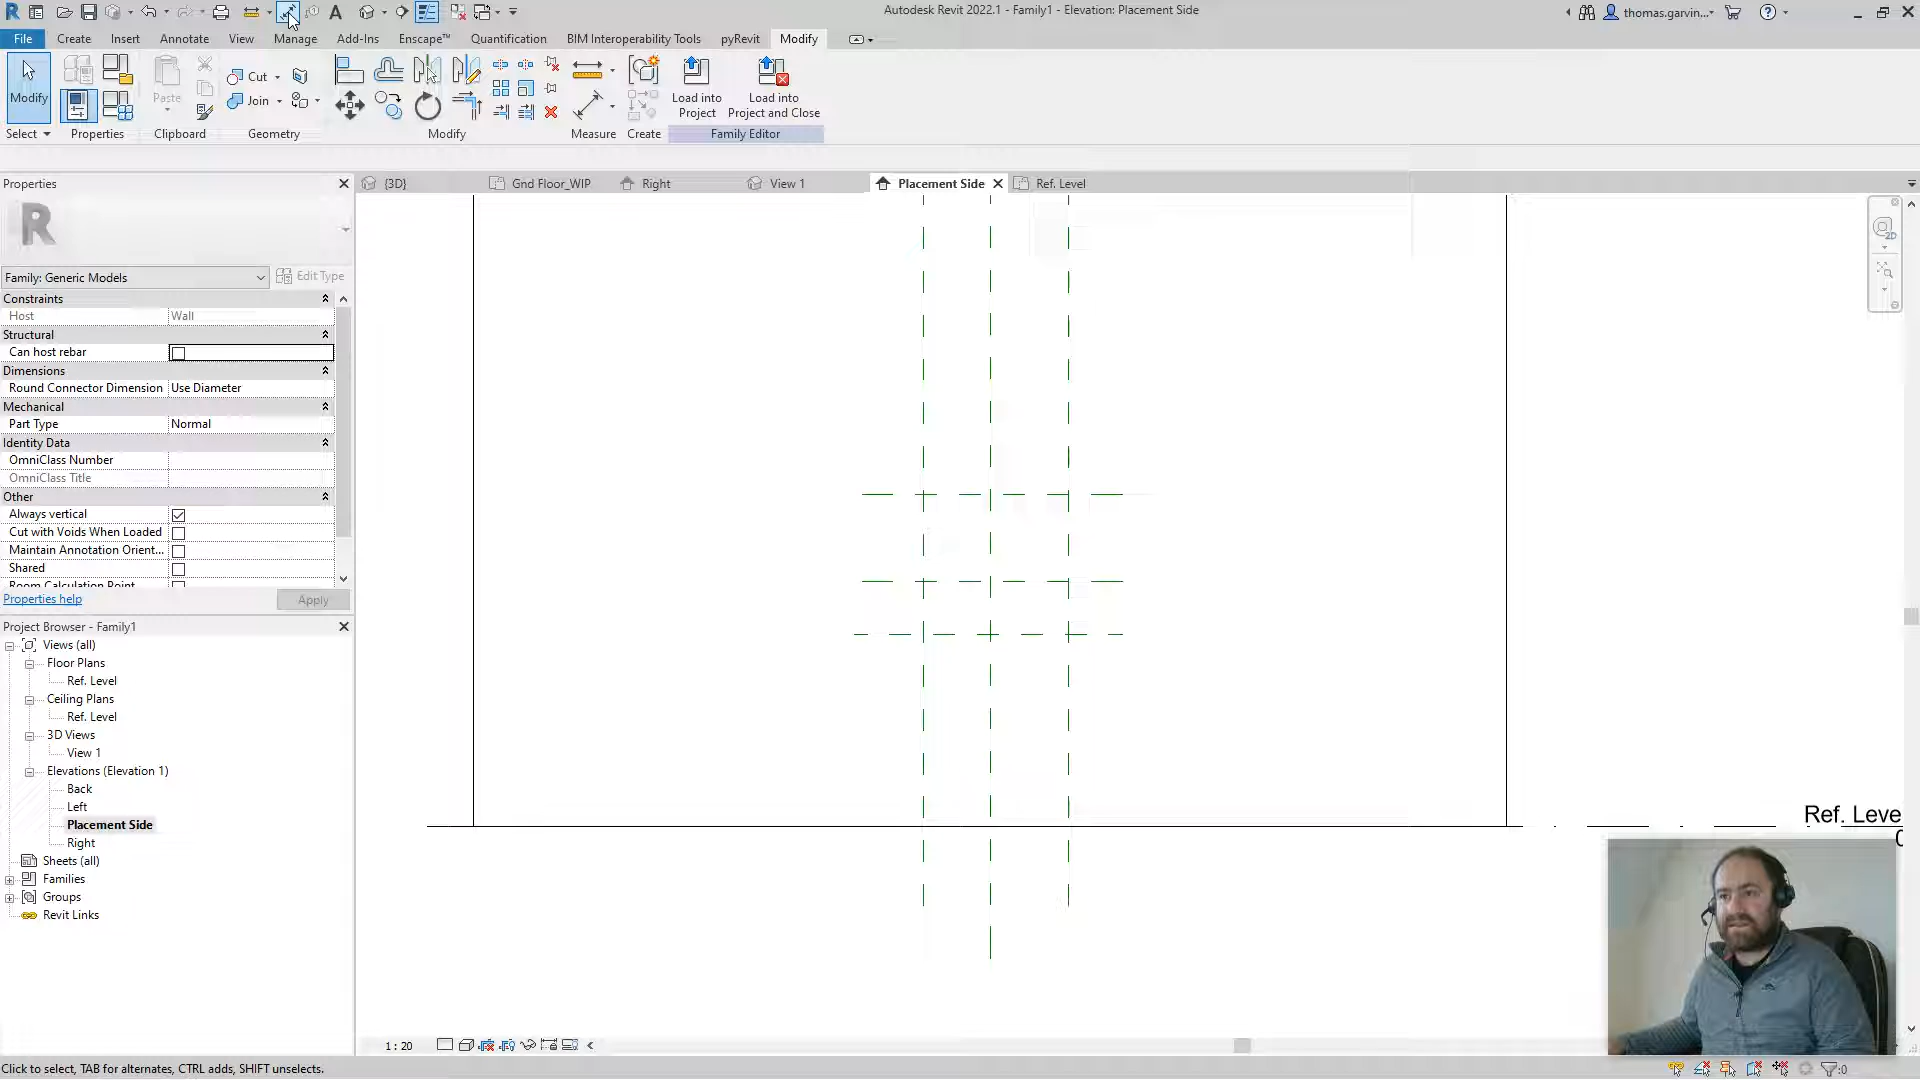 Autodesk Revit 2022.1 - Family1 - Elevation: Placement Side
thomas.garvin...
File
Create
Insert
Annotate
View
Manage
Add-Ins
Enscape™
Quantification
BIM Interoperability Tools
pyRevit
Modify
Modify
Paste
Cut
Join
Load into
Project
Load into
Project and Close
Select
Properties
Clipboard
Geometry
Modify
Measure
Create
Family Editor
Properties
{3D}
Gnd Floor_WIP
Right
View 1
Placement Side
Ref. Level
2D
R
Family: Generic Models
Edit Type
Constraints
Host
Wall
Structural
Can host rebar
Dimensions
Round Connector Dimension
Use Diameter
Mechanical
Part Type
Normal
Identity Data
OmniClass Number
OmniClass Title
Other
Always vertical
Cut with Voids When Loaded
Maintain Annotation Orient...
Shared
Room Calculation Point
Properties help
Apply
Project Browser - Family1
Views (all)
Floor Plans
Ref. Level
Ceiling Plans
Ref. Level
3D Views
View 1
Elevations (Elevation 1)
Back
Left
Placement Side
Right
Sheets (all)
Families
Groups
Revit Links
Ref. Leve
0
1 : 20
Click to select, TAB for alternates, CTRL adds, SHIFT unselects.
:0